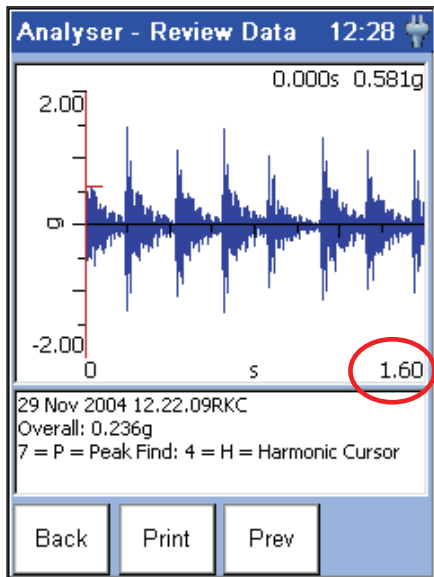 Analyser - Review Data 12:28
0.000s 0.581g
2.00
g
-2.00
0 s 1.60
29 Nov 2004 12.22.09RKC
Overall: 0.236g
7 = P = Peak Find: 4 = H = Harmonic Cursor
Back Print Prev